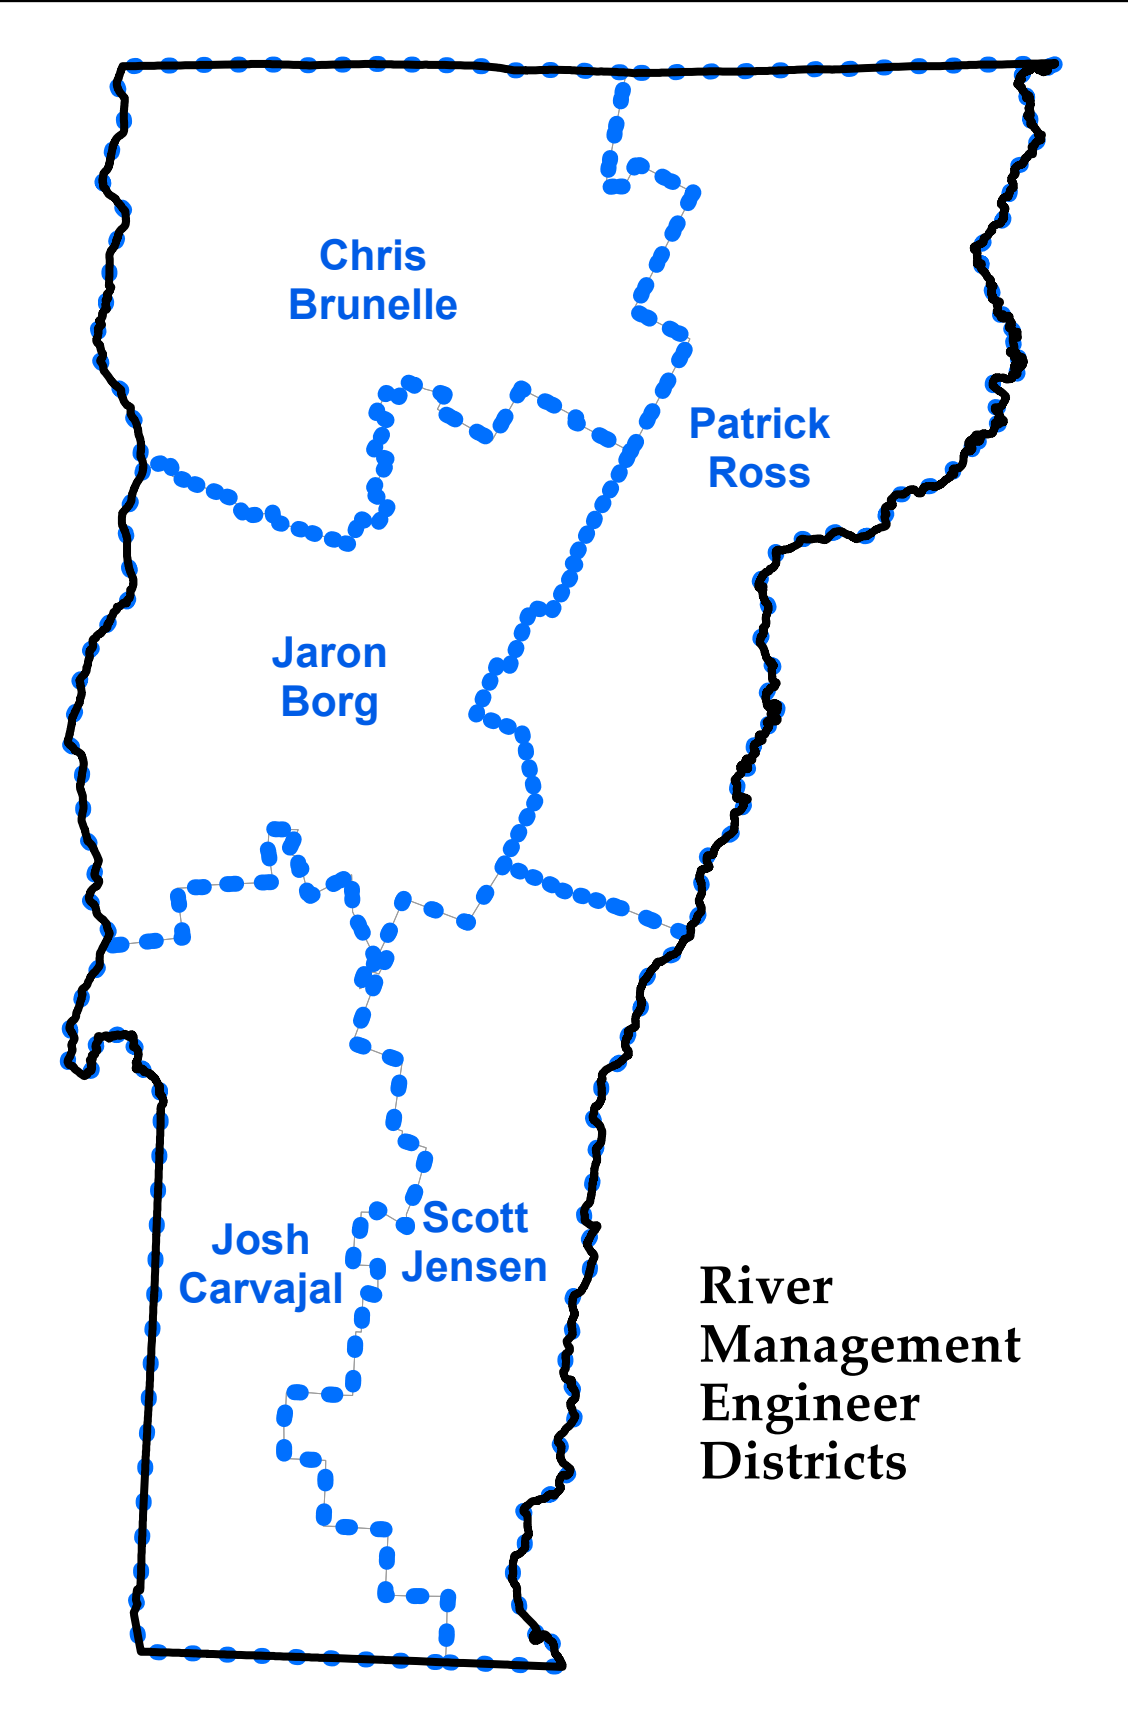 Chris
Brunelle
Patrick
Ross
Jaron
Borg
Josh
Carvajal
Scott
Jensen
River
Management
Engineer
Districts